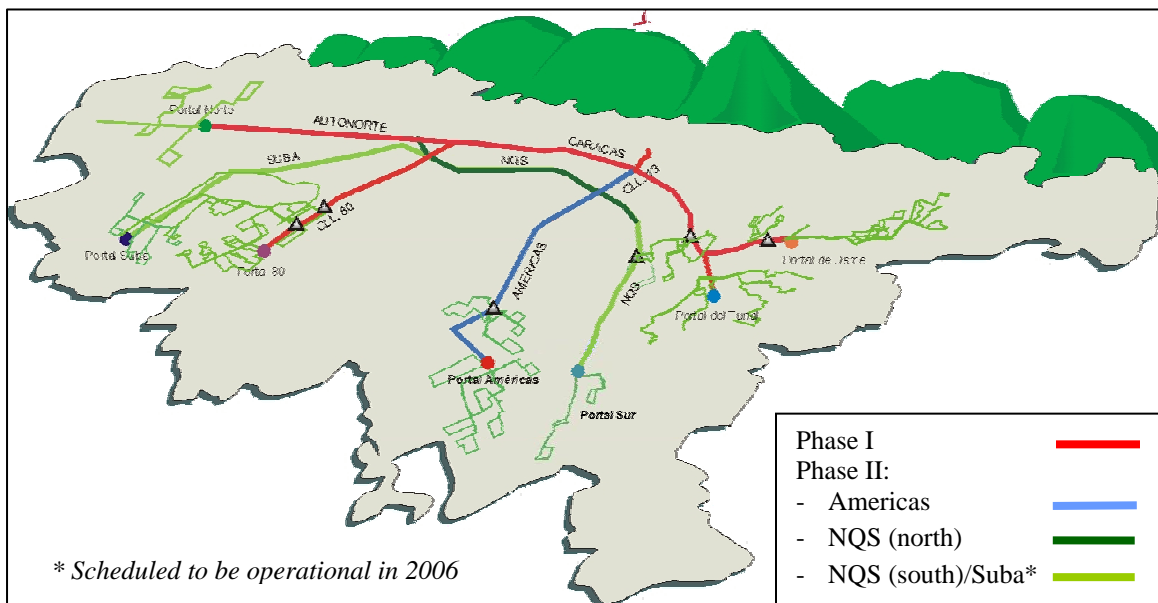 Portal Norte
AUTONORTE
CARACAS
SUBA
NQS
CLL. 13
CLL. 80
Portal Suba
Portal 80
AMERICAS
NQS
Portal del Tunal
Portal Américas
Portal Sur
Phase I
Phase II:
- Americas
- NQS (north)
- NQS (south)/Suba*
* Scheduled to be operational in 2006